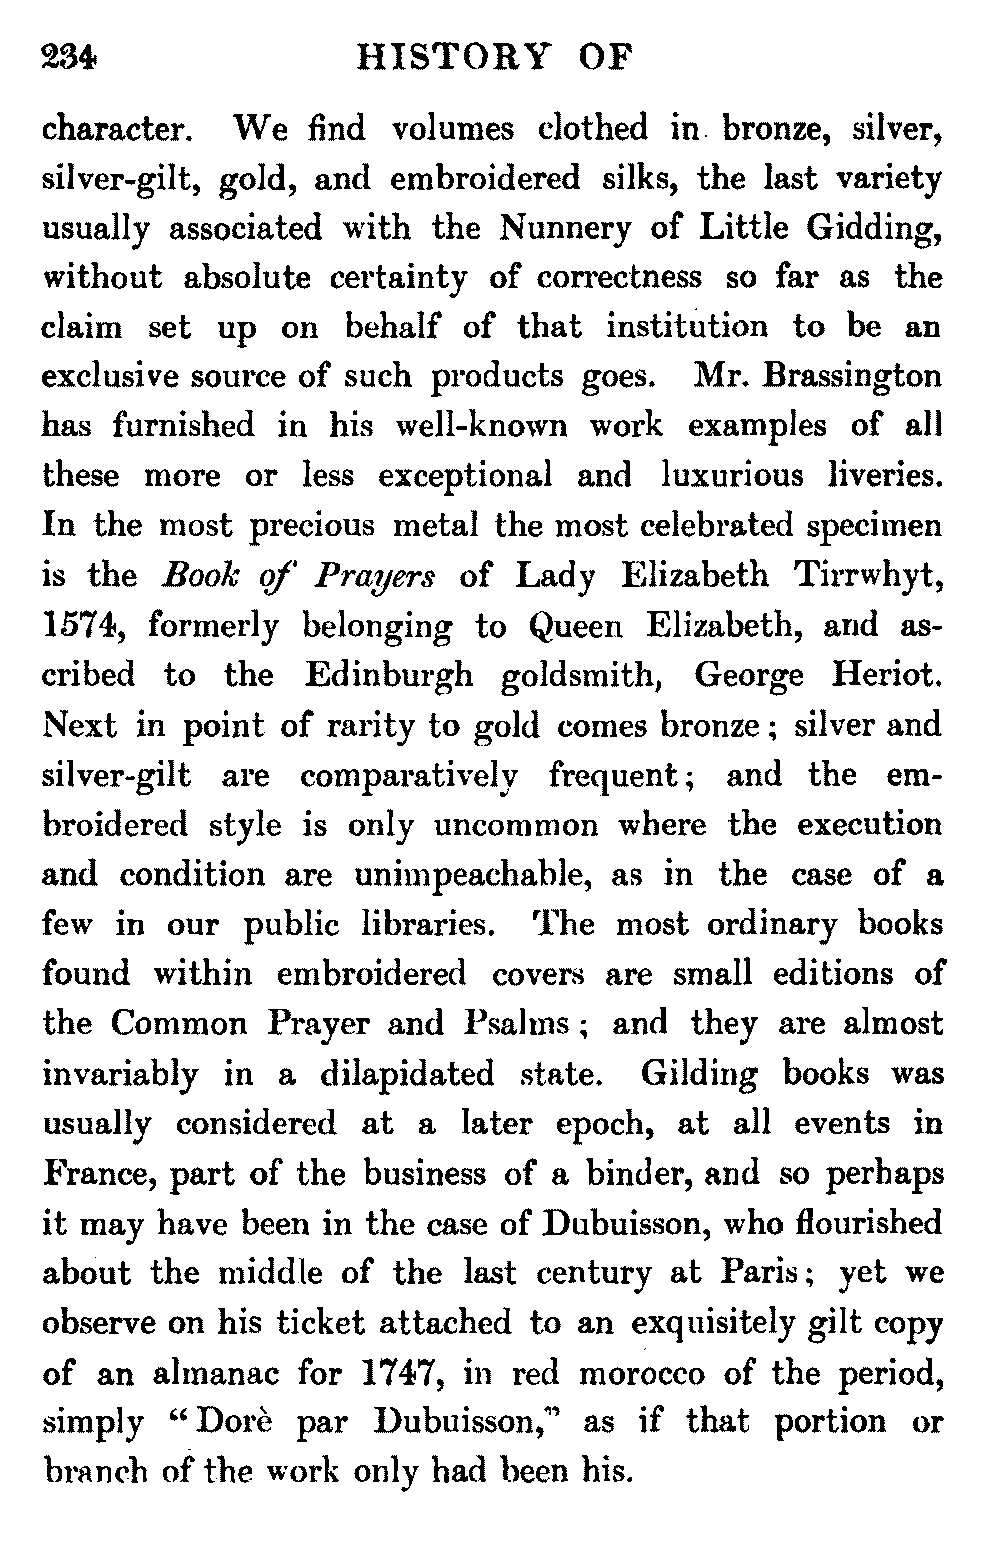 234 HISTORY OF
character. We find volumes clothed in bronze, silver,
silver-gilt, gold, and embroidered silks, the last variety
usually associated with the Nunnery of Little Gidding,
without absolute certainty of correctness so far as the
claim set up on behalf of that institution to be an
exclusive source of such products goes. Mr. Brassington
has furnished in his well-known work examples of all
these more or less exceptional and luxurious liveries.
In the most precious metal the most celebrated specimen
is the Book of Prayers of Lady Elizabeth Tirrwhyt,
1574, formerly belonging to Queen Elizabeth, and as-
cribed to the Edinburgh goldsmith, George Heriot.
Next in point of rarity to gold comes bronze; silver and
silver-gilt are comparatively frequent; and the em-
broidered style is only uncommon where the execution
and condition are unimpeachable, as in the case of a
few in our public libraries. The most ordinary books
found within embroidered covers are small editions of
the Common Prayer and Psalms; and they are almost
invariably in a dilapidated state. Gilding books was
usually considered at a later epoch, at all events in
France, part of the business of a binder, and so perhaps
it may have been in the case of Dubuisson, who flourished
about the middle of the last century at Paris; yet we
observe on his ticket attached to an exquisitely gilt copy
of an almanac for 1747, in red morocco of the period,
simply "Dorè par Dubuisson," as if that portion or
branch of the work only had been his.